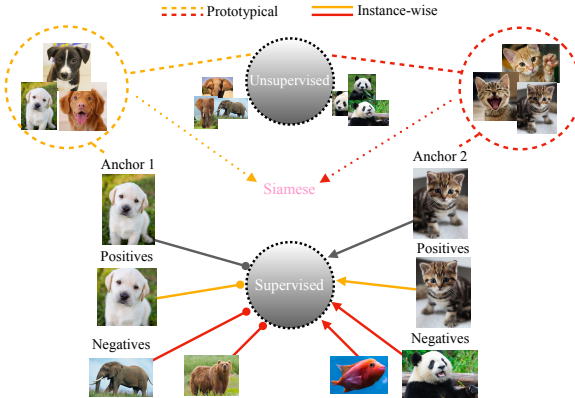 Prototypical
Instance-wise
Unsupervised
Anchor 1
Anchor 2
Siamese
Positives
Positives
Supervised
Negatives
Negatives